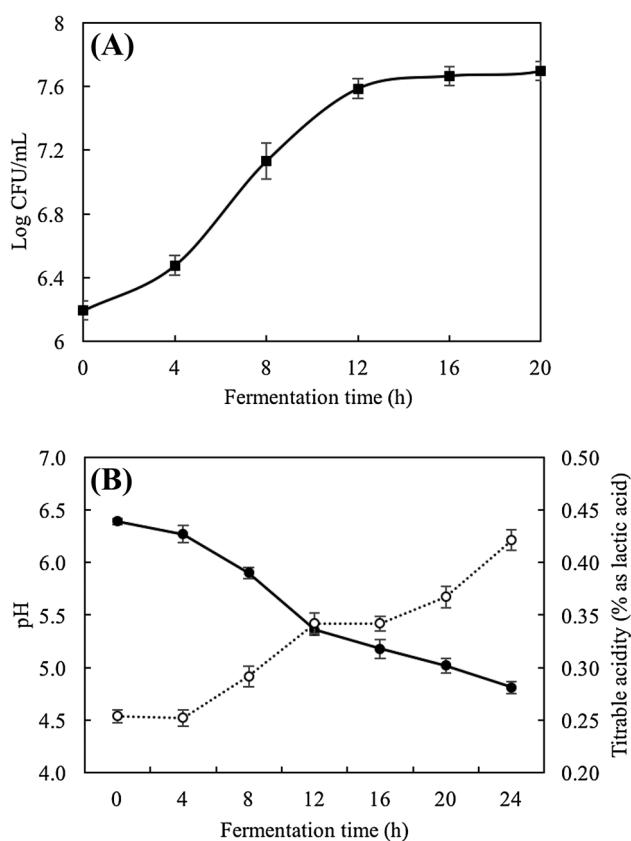 (A)
Log CFU/mL
8
7.6
7.2
6.8
6.4
6
0 4 8 12 16 20
Fermentation time (h)
(B)
pH
7.0
6.5
6.0
5.5
5.0
4.5
4.0
0.50
0.45
0.40
0.35
0.30
0.25
0.20
Titrable acidity (% as lactic acid)
0 4 8 12 16 20 24
Fermentation time (h)